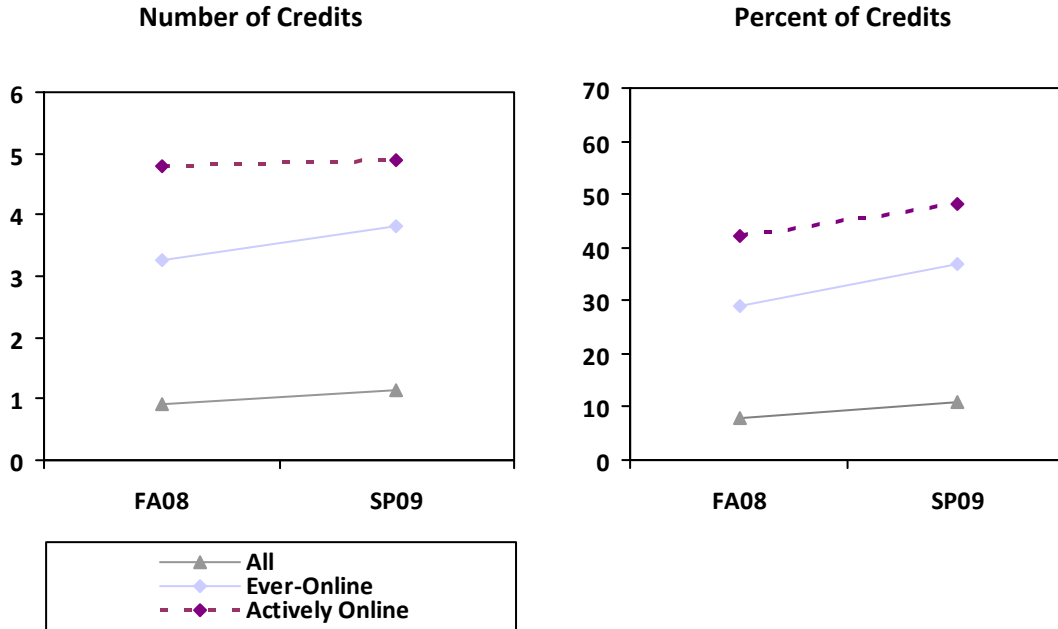 Number of Credits
6
5
4
3
2
1
0
FA08 SP09
Percent of Credits
70
60
50
40
30
20
10
0
FA08 SP09
All
Ever-Online
Actively Online